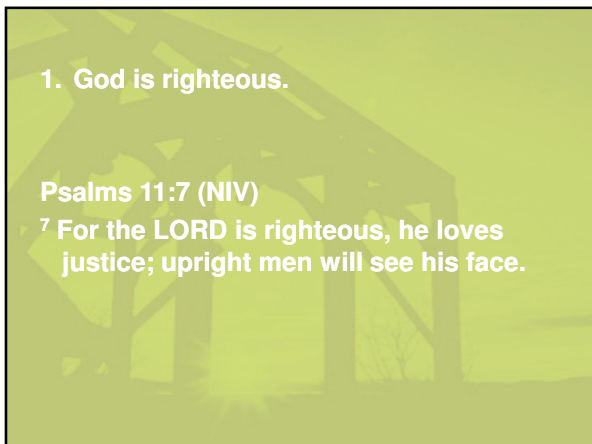 1. God is righteous.
Psalms 11:7 (NIV)
⁷ For the LORD is righteous, he loves
justice; upright men will see his face.